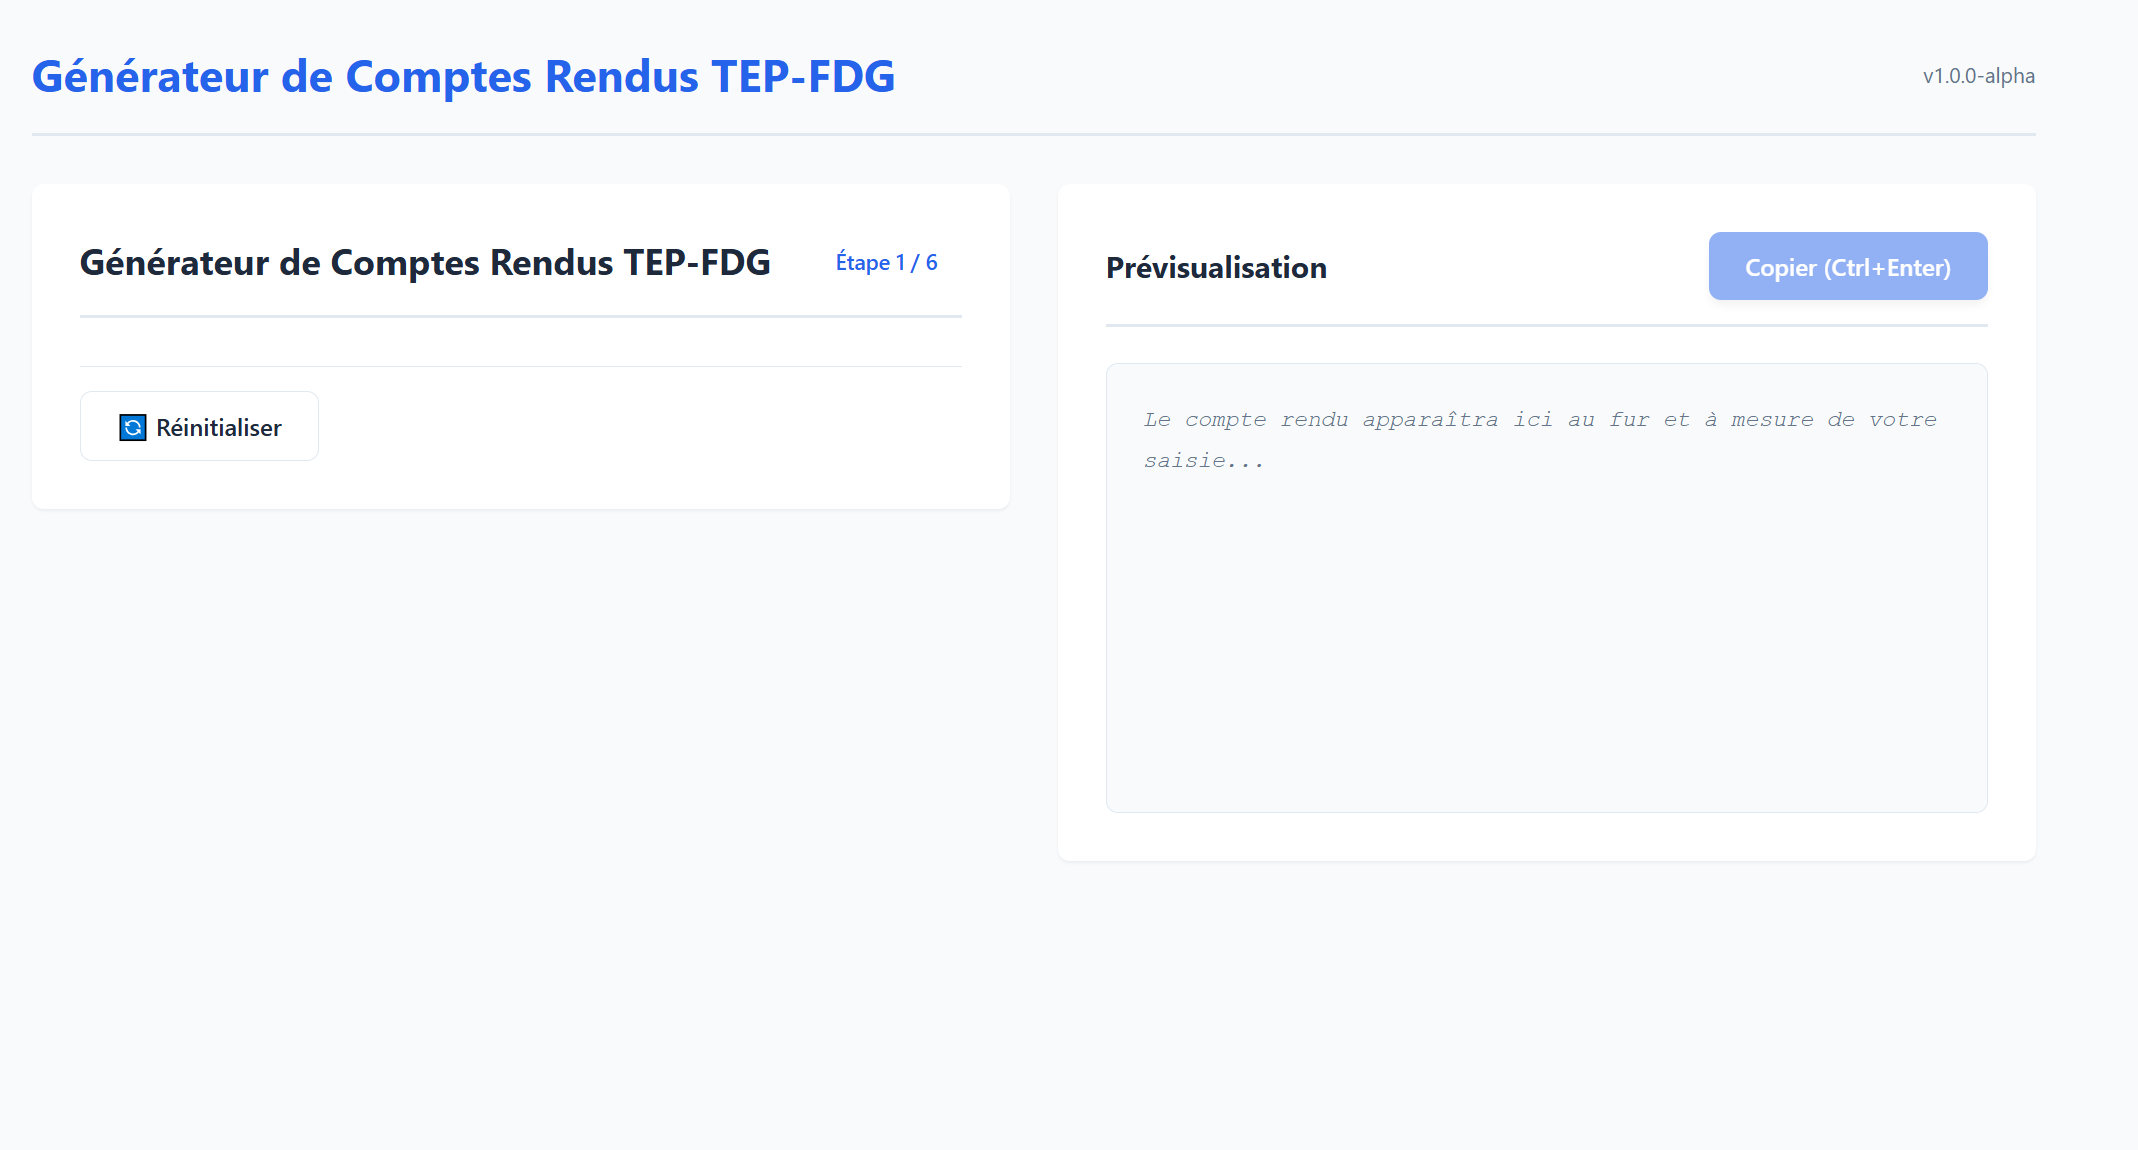 Générateur de Comptes Rendus TEP-FDG
v1.0.0-alpha
Générateur de Comptes Rendus TEP-FDG
Étape 1 / 6
Réinitialiser
Prévisualisation
Copier (Ctrl+Enter)
Le compte rendu apparaîtra ici au fur et à mesure de votre
saisie...